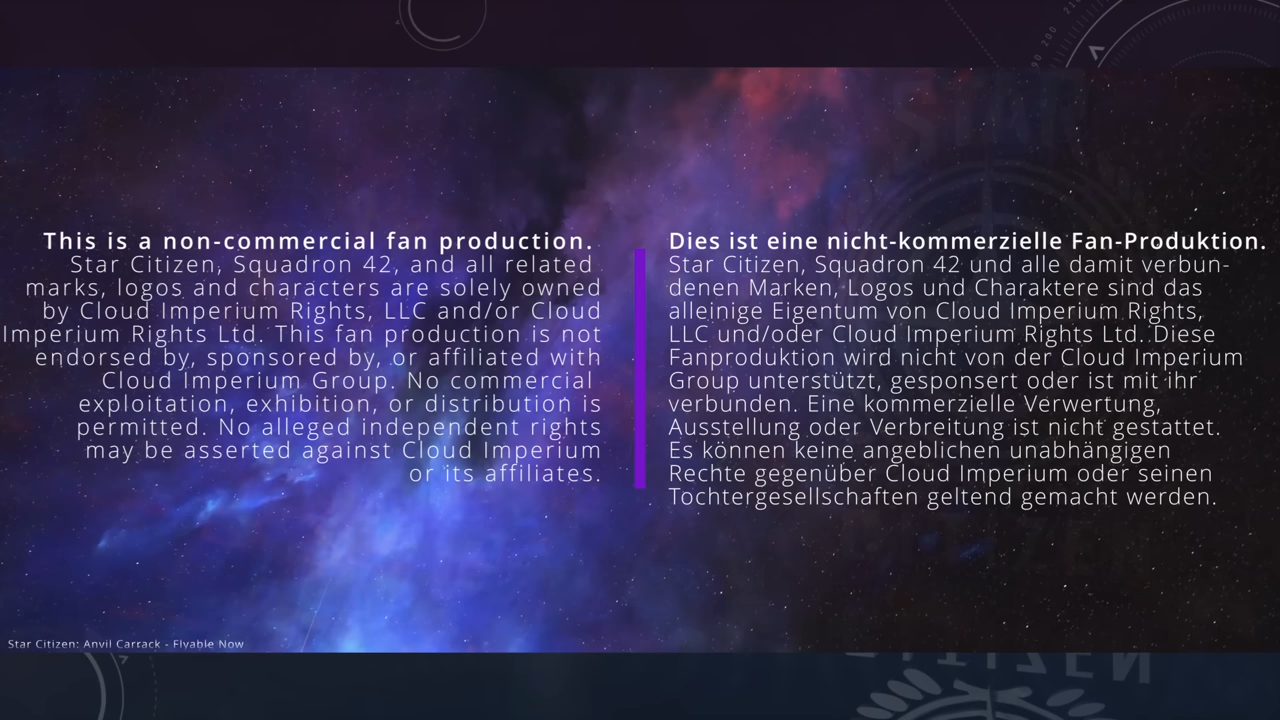 This is a non-commercial fan production.
Star Citizen, Squadron 42, and all related
marks, logos and characters are solely owned
by Cloud Imperium Rights, LLC and/or Cloud
Imperium Rights Ltd. This fan production is not
endorsed by, sponsored by, or affiliated with
Cloud Imperium Group. No commercial
exploitation, exhibition, or distribution is
permitted. No alleged independent rights
may be asserted against Cloud Imperium
or its affiliates.
Dies ist eine nicht-kommerzielle Fan-Produktion.
Star Citizen, Squadron 42 und alle damit verbun-
denen Marken, Logos und Charaktere sind das
alleinige Eigentum von Cloud Imperium Rights,
LLC und/oder Cloud Imperium Rights Ltd. Diese
Fanproduktion wird nicht von der Cloud Imperium
Group unterstützt, gesponsert oder ist mit ihr
verbunden. Eine kommerzielle Verwertung,
Ausstellung oder Verbreitung ist nicht gestattet.
Es können keine angeblichen unabhängigen
Rechte gegenüber Cloud Imperium oder seinen
Tochtergesellschaften geltend gemacht werden.
Star Citizen: Anvil Carrack - Flyable Now
STAR
CITIZEN
200